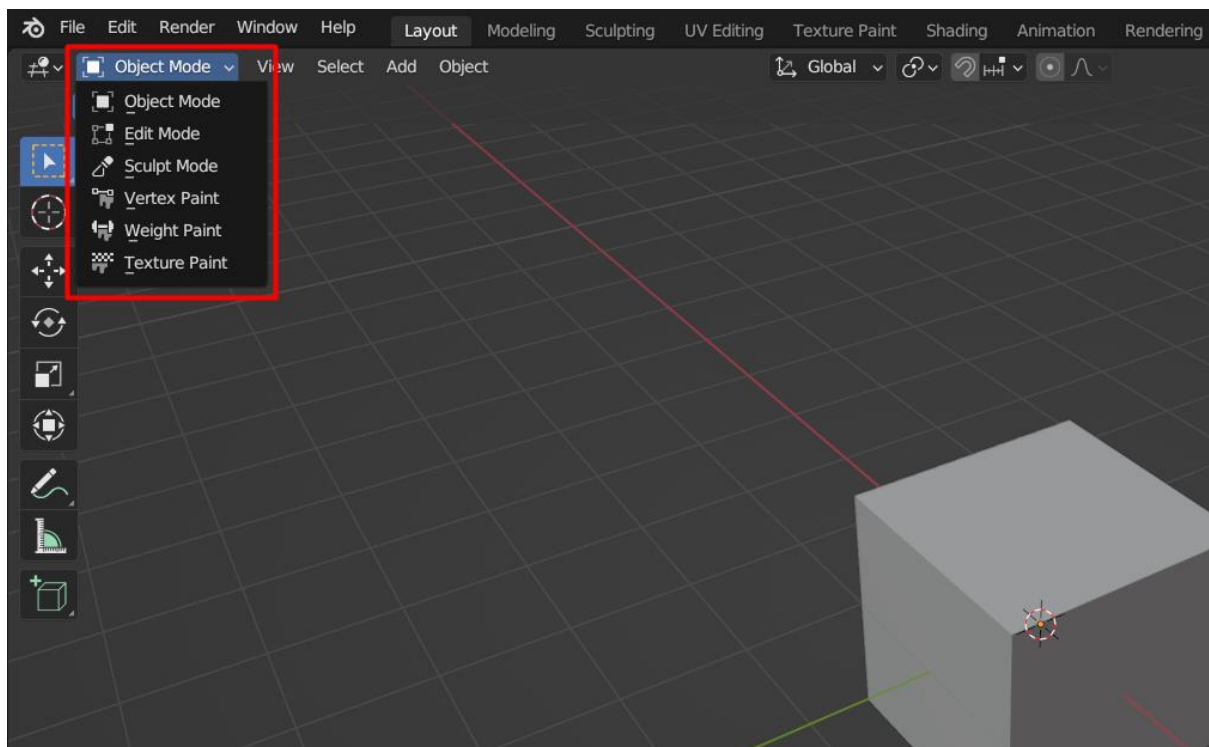 File Edit Render Window Help Layout Modeling Sculpting UV Editing Texture Paint Shading Animation Rendering
Object Mode View Select Add Object Global
Object Mode
Edit Mode
Sculpt Mode
Vertex Paint
Weight Paint
Texture Paint